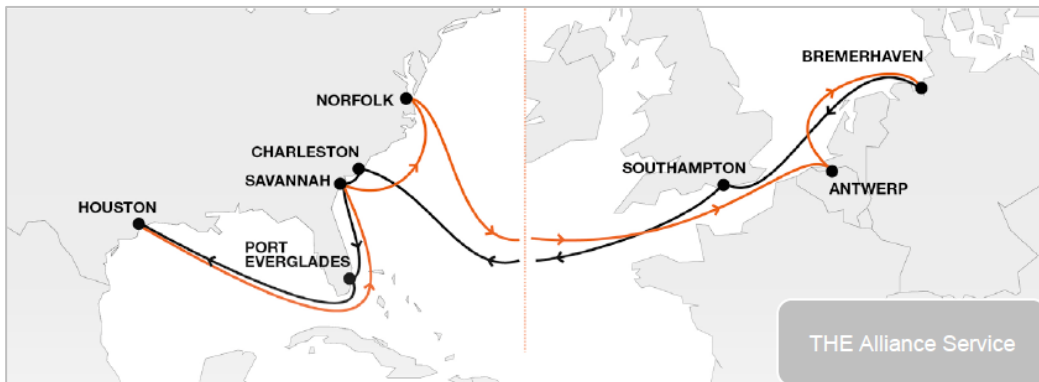 BREMERHAVEN
NORFOLK
CHARLESTON
SOUTHAMPTON
SAVANNAH
ANTWERP
HOUSTON
PORT
EVERGLADES
THE Alliance Service